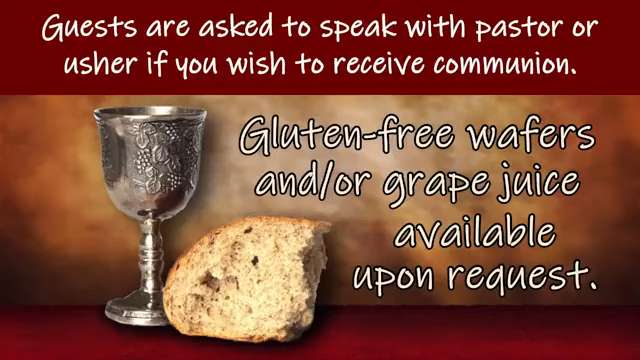 Guests are asked to speak with pastor or
usher if you wish to receive communion.
Gluten-free wafers
and/or grape juice
available
upon request.